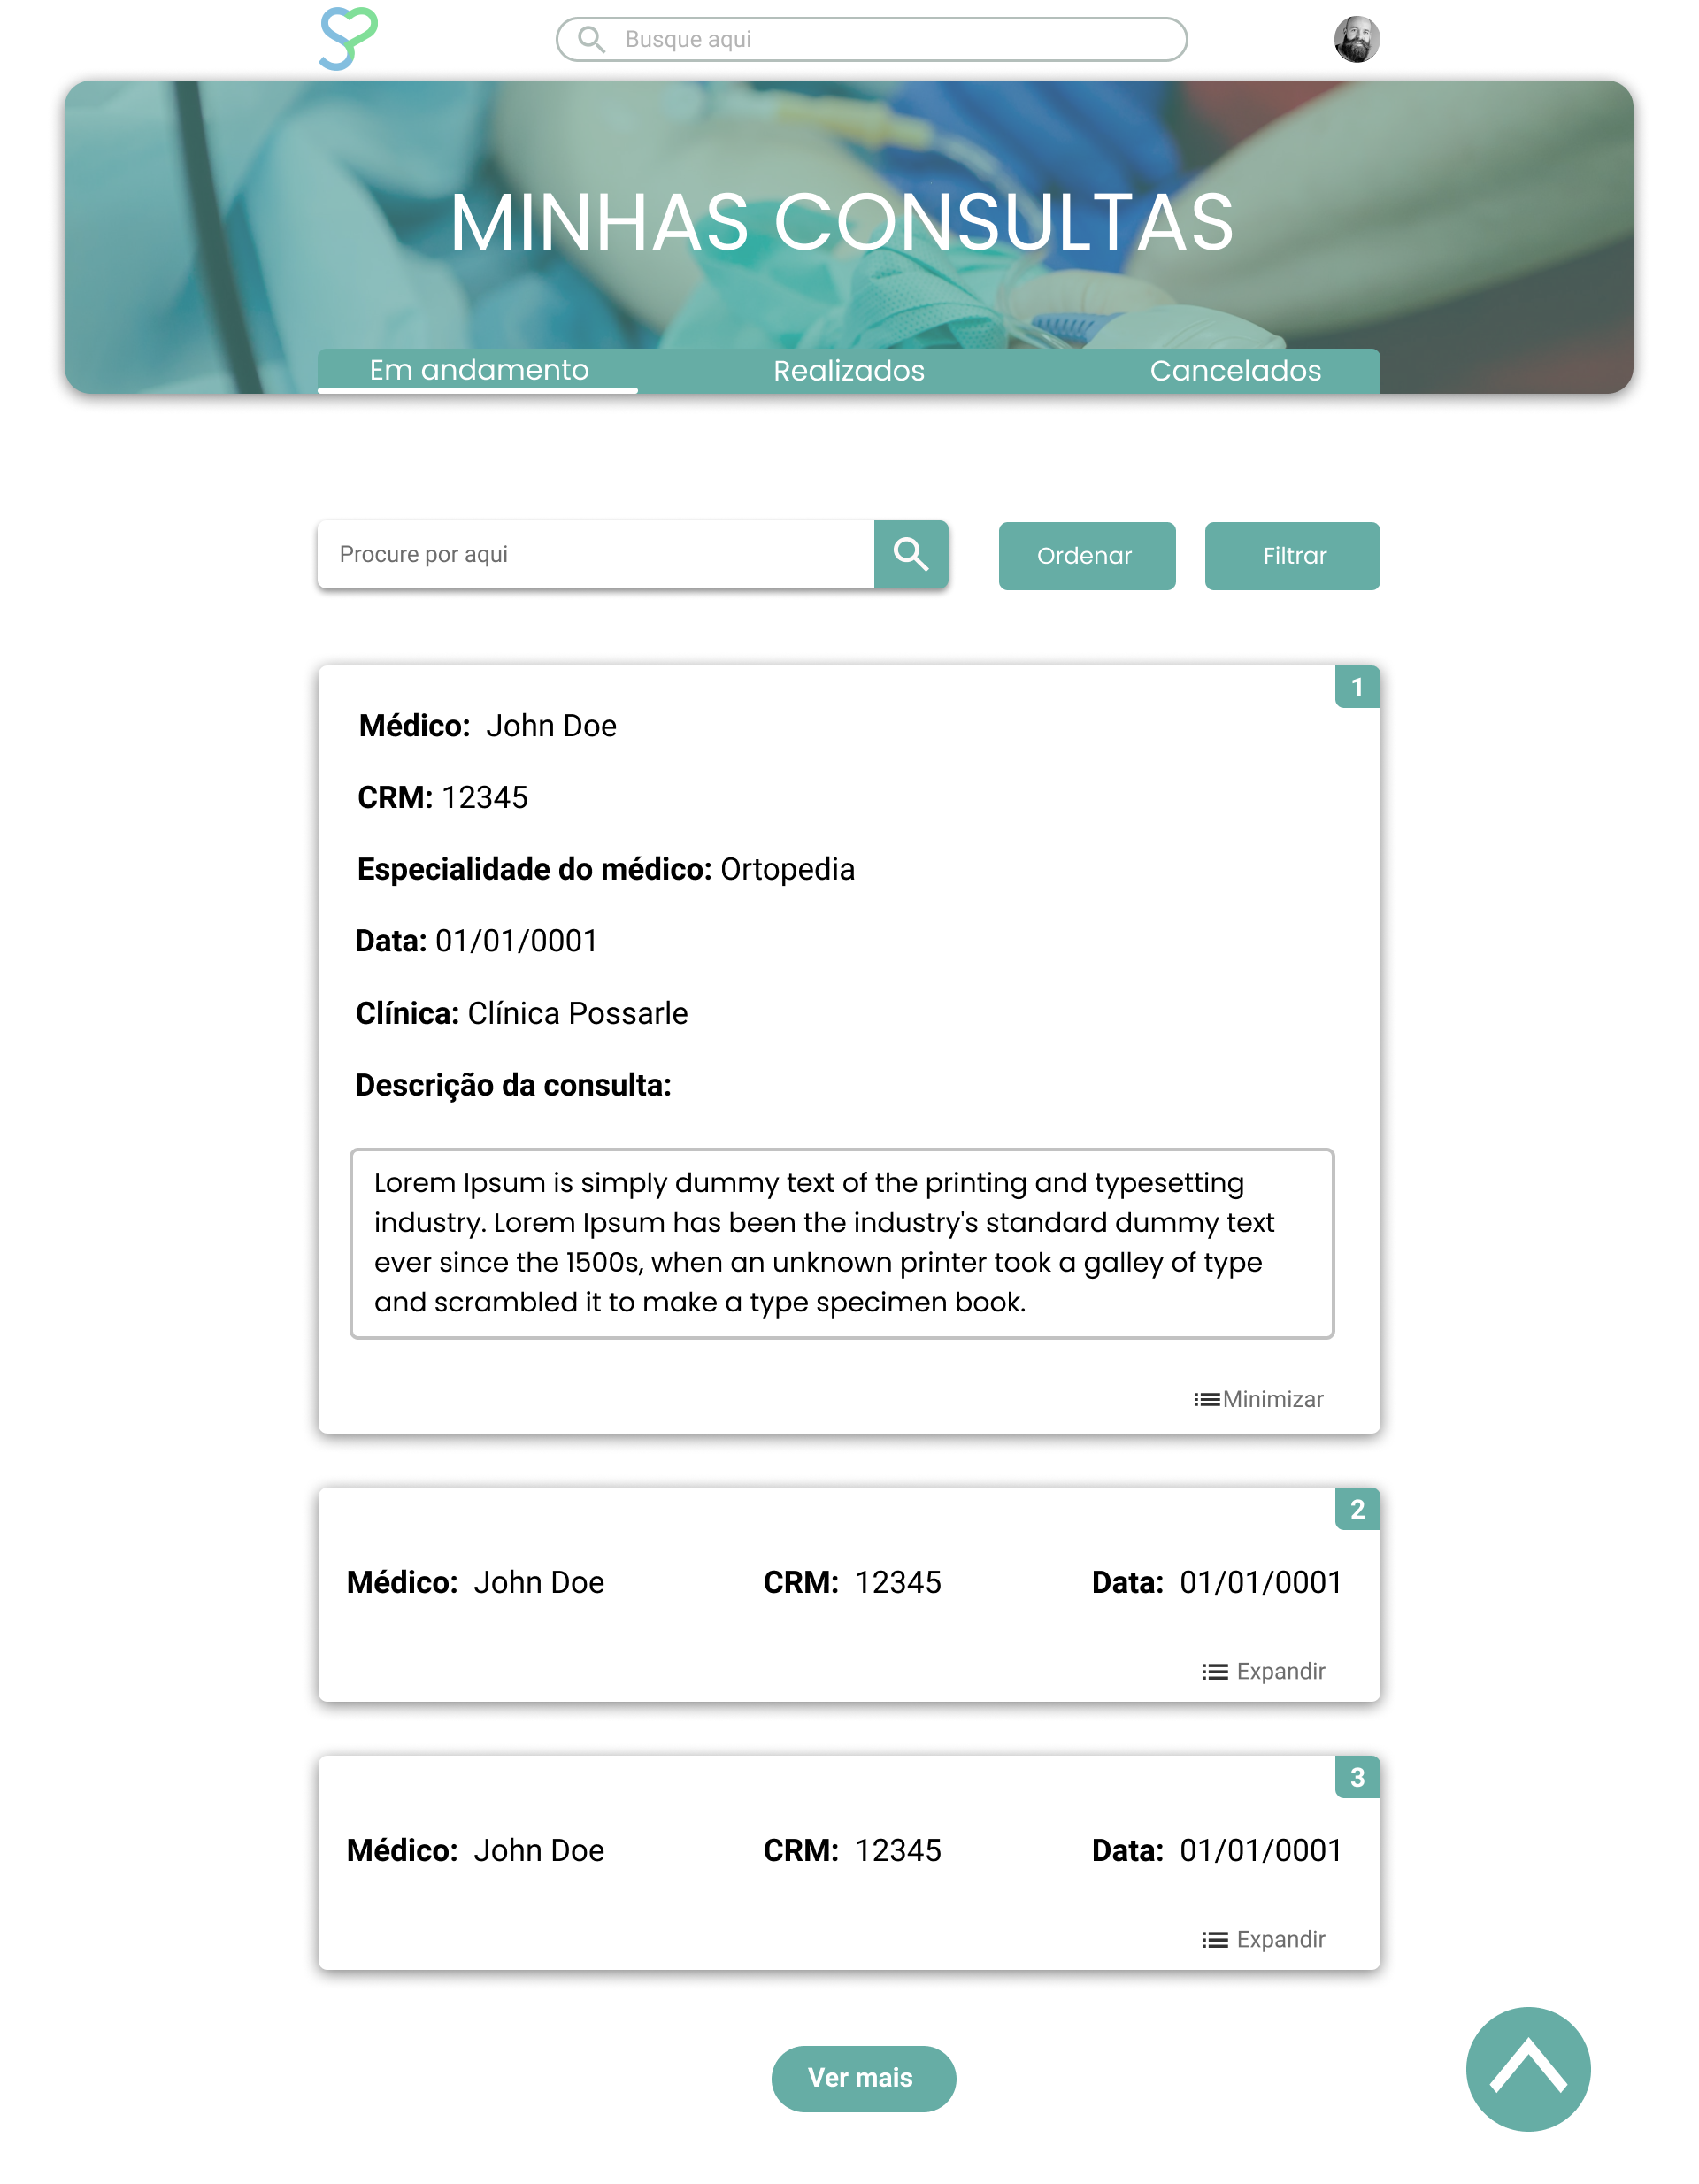 Busque aqui
MINHAS CONSULTAS
Em andamento
Realizados
Cancelados
Procure por aqui
Ordenar
Filtrar
1
Médico: John Doe
CRM: 12345
Especialidade do médico: Ortopedia
Data: 01/01/0001
Clínica: Clínica Possarle
Descrição da consulta:
Lorem Ipsum is simply dummy text of the printing and typesetting
industry. Lorem Ipsum has been the industry's standard dummy text
ever since the 1500s, when an unknown printer took a galley of type
and scrambled it to make a type specimen book.
Minimizar
2
Médico: John Doe
CRM: 12345
Data: 01/01/0001
Expandir
3
Médico: John Doe
CRM: 12345
Data: 01/01/0001
Expandir
Ver mais